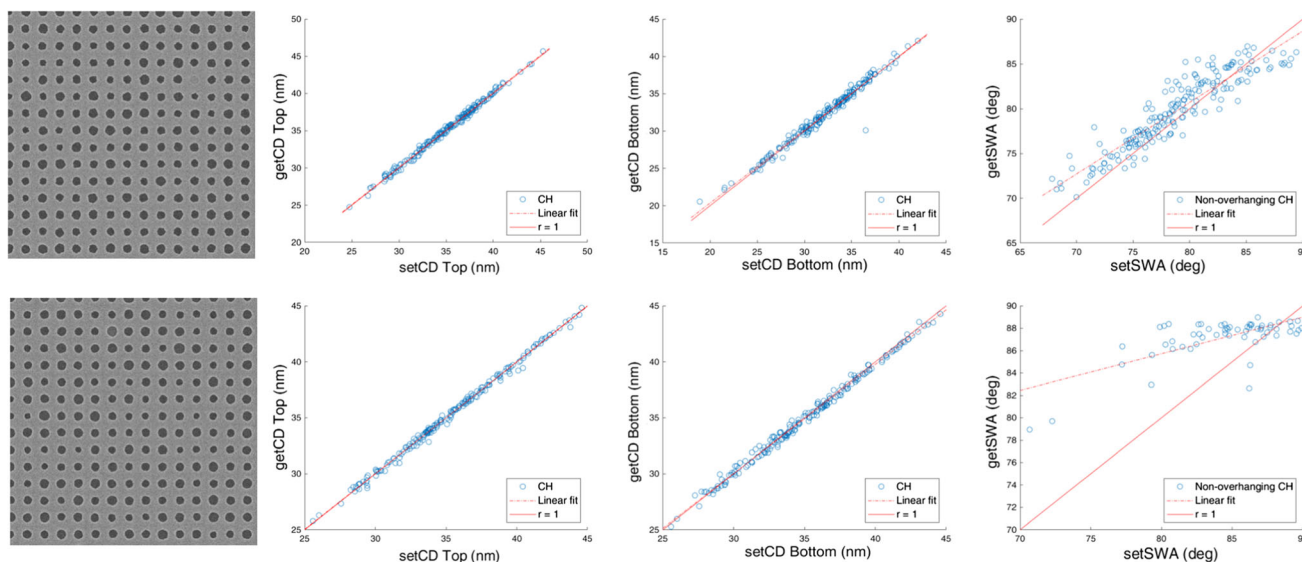 getCD Top (nm)
50
45
40
35
30
25
20
20 25 30 35 40 45 50
setCD Top (nm)
CH
Linear fit
r = 1
getCD Bottom (nm)
45
40
35
30
25
20
15
15 20 25 30 35 40 45
setCD Bottom (nm)
CH
Linear fit
r = 1
getSWA (deg)
90
85
80
75
70
65
65 70 75 80 85 90
setSWA (deg)
Non-overhanging CH
Linear fit
r = 1
getCD Top (nm)
45
40
35
30
25
25 30 35 40 45
setCD Top (nm)
CH
Linear fit
r = 1
getCD Bottom (nm)
45
40
35
30
25
25 30 35 40 45
setCD Bottom (nm)
CH
Linear fit
r = 1
getSWA (deg)
90
88
86
84
82
80
78
76
74
72
70
70 75 80 85 90
setSWA (deg)
Non-overhanging CH
Linear fit
r = 1